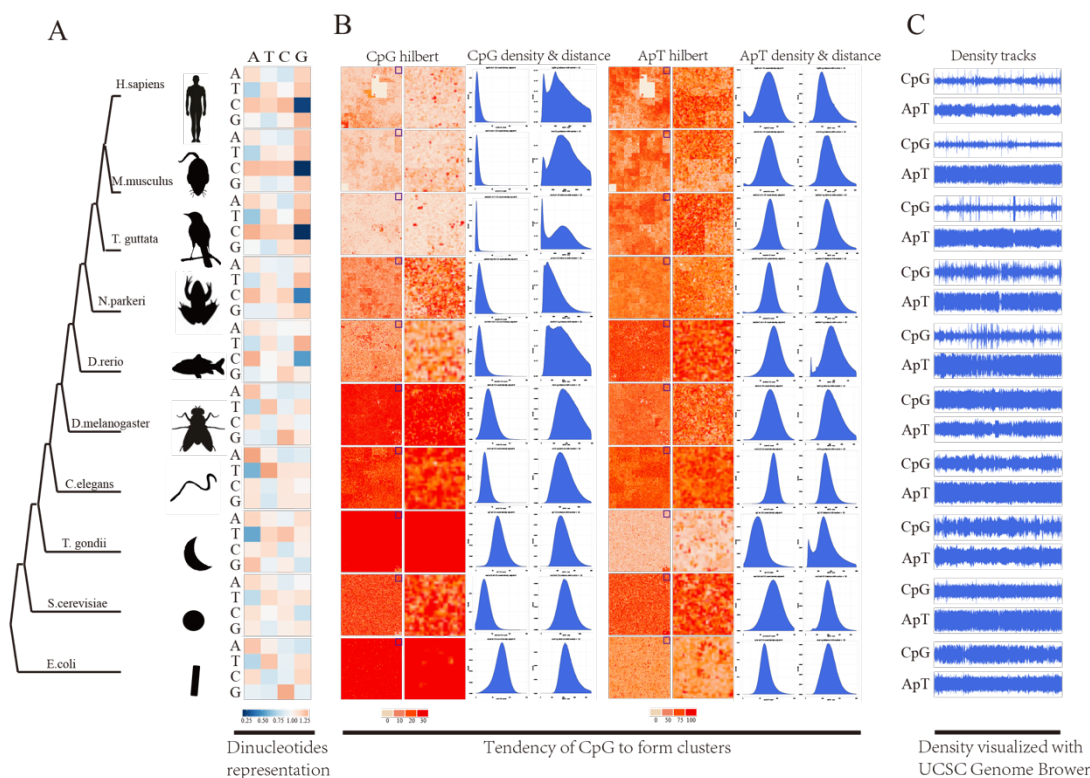 A
B
C
A T C G
CpG hilbert
CpG density & distance
ApT hilbert
ApT density & distance
Density tracks
H.sapiens
A
T
C
G
CpG
ApT
M.musculus
A
T
C
G
CpG
ApT
T. guttata
A
T
C
G
CpG
ApT
N.parkeri
A
T
C
G
CpG
ApT
D.rerio
A
T
C
G
CpG
ApT
D.melanogaster
A
T
C
G
CpG
ApT
C.elegans
A
T
C
G
CpG
ApT
T. gondii
A
T
C
G
CpG
ApT
S.cerevisiae
A
T
C
G
CpG
ApT
E.coli
A
T
C
G
CpG
ApT
0.25 0.50 0.75 1.00 1.25
0 10 20 30
0 50 75 100
Dinucleotides
representation
Tendency of CpG to form clusters
Density visualized with
UCSC Genome Brower